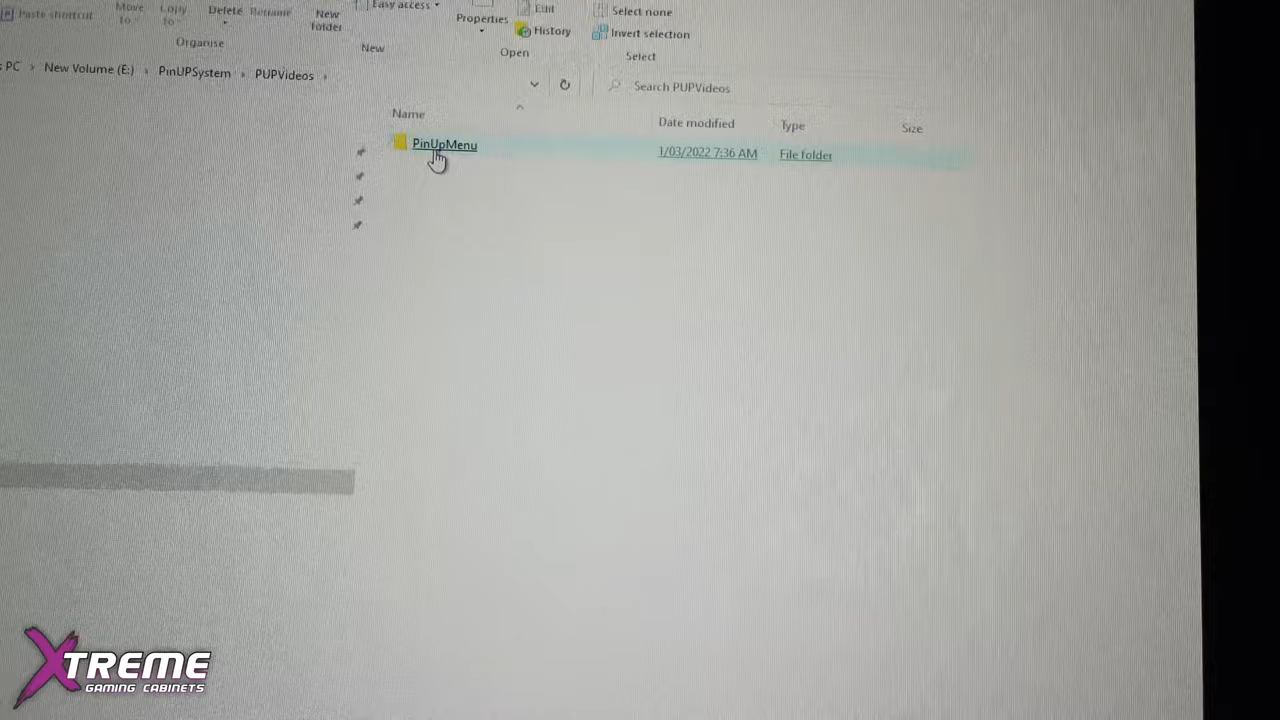 Paste shortcut
Move to
Copy to
Delete
Rename
New folder
Easy access
Properties
Edit
History
Select none
Invert selection
Organise
New
Open
Select
PC > New Volume (E:) > PinUPSystem > PUPVideos >
Search PUPVideos
Name
Date modified
Type
Size
PinUpMenu
1/03/2022 7:36 AM
File folder
XTREME
GAMING CABINETS